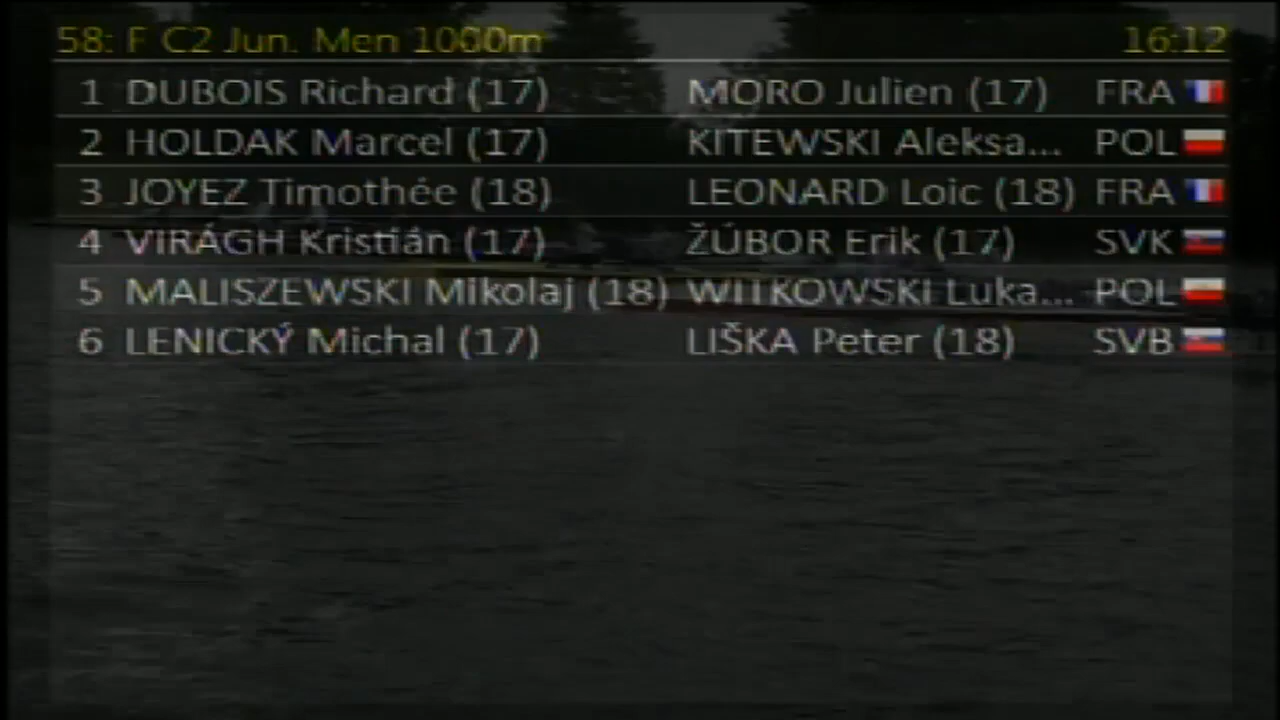 58: F C2 Jun. Men 1000m 16:12
1 DUBOIS Richard (17) MORO Julien (17) FRA
2 HOLDAK Marcel (17) KITEWSKI Aleksa... POL
3 JOYEZ Timothée (18) LEONARD Loic (18) FRA
4 VIRÁGH Kristián (17) ŽÚBOR Erik (17) SVK
5 MALISZEWSKI Mikolaj (18) WITKOWSKI Luka... POL
6 LENICKÝ Michal (17) LIŠKA Peter (18) SVB